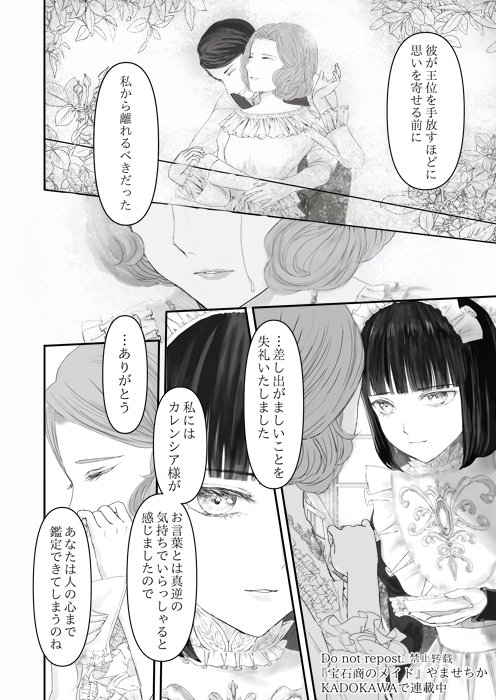 彼が王位を手放すほどに
思いを寄せる前に
私から離れるべきだった
…差し出がましいことを
失礼いたしました
私には
カレンシア様が
お言葉とは真逆の
気持ちでいらっしゃると
感じましたので
…ありがとう
あなたは人の心まで
鑑定できてしまうのね
Do not repost. 禁止转载
『宝石商のメイド』やませちか
KADOKAWAで連載中